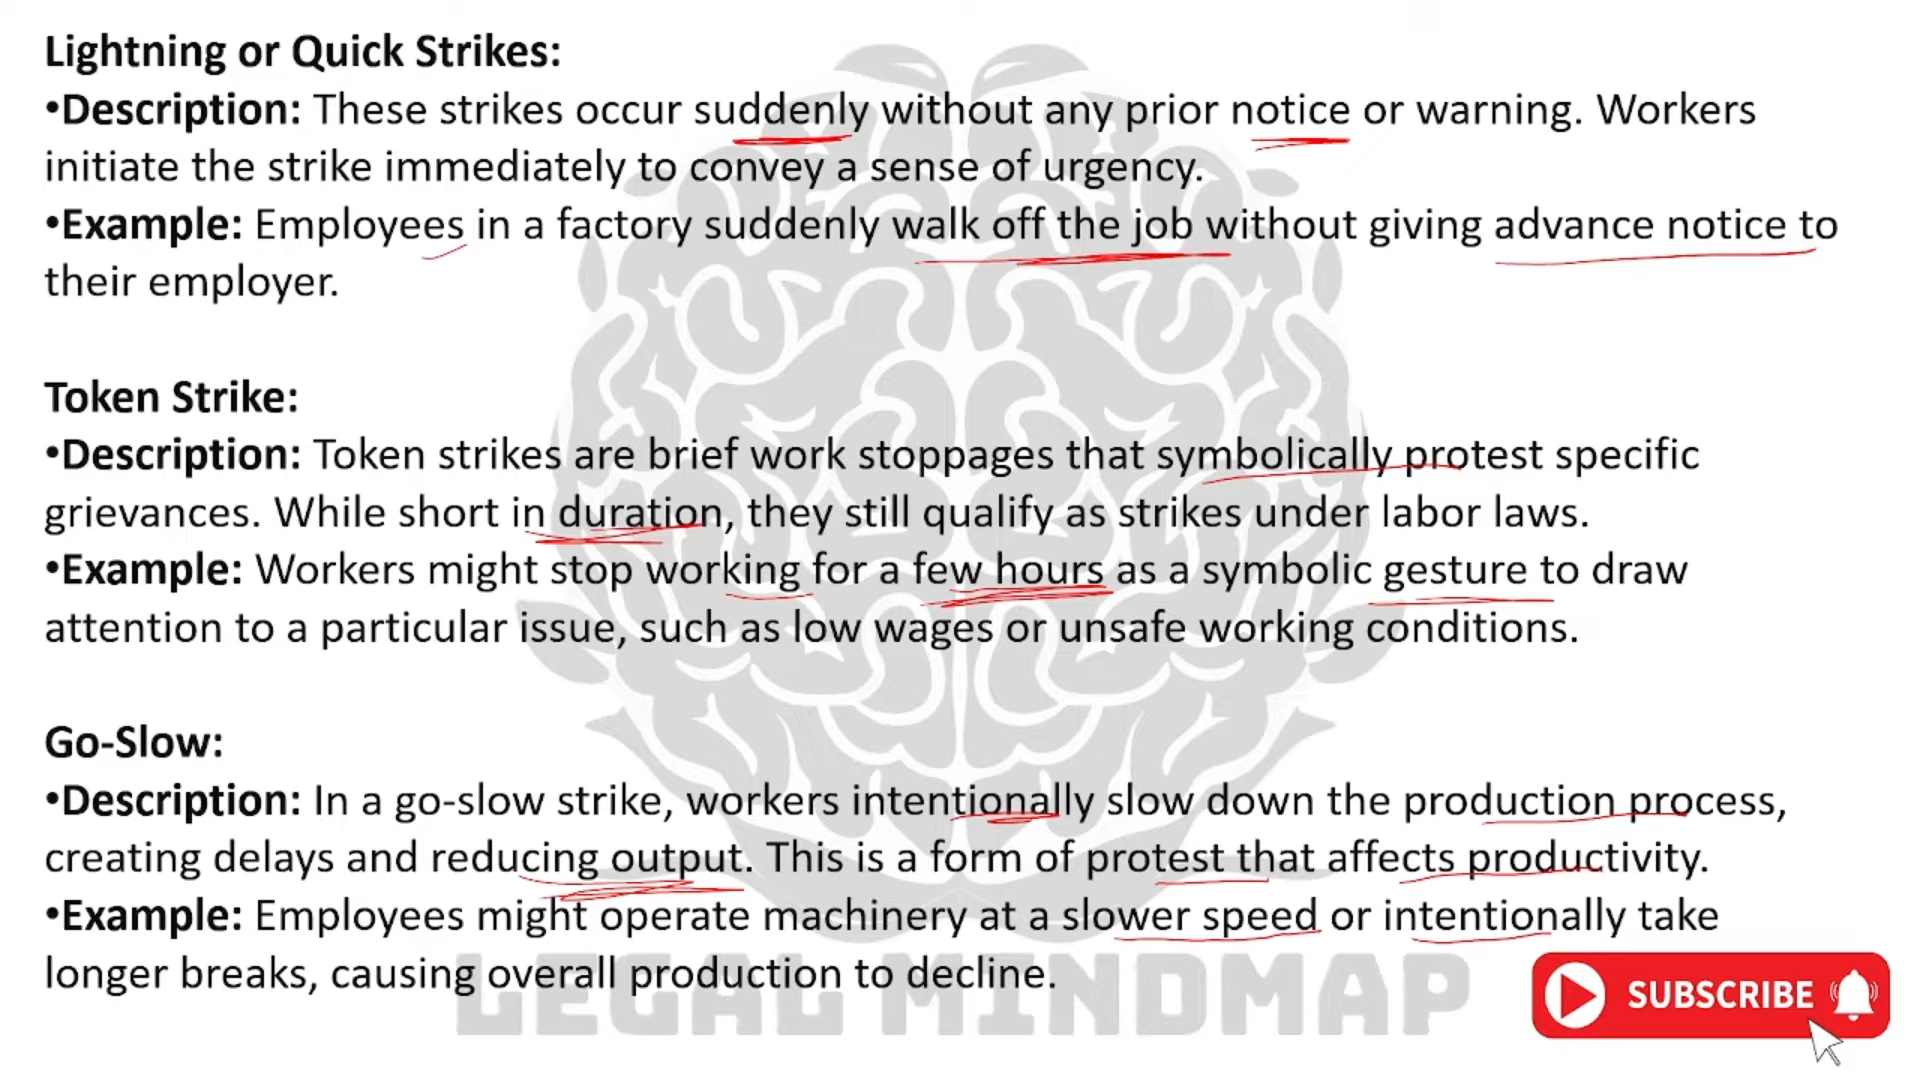 Lightning or Quick Strikes:
•Description: These strikes occur suddenly without any prior notice or warning. Workers
initiate the strike immediately to convey a sense of urgency.
•Example: Employees in a factory suddenly walk off the job without giving advance notice to
their employer.
Token Strike:
•Description: Token strikes are brief work stoppages that symbolically protest specific
grievances. While short in duration, they still qualify as strikes under labor laws.
•Example: Workers might stop working for a few hours as a symbolic gesture to draw
attention to a particular issue, such as low wages or unsafe working conditions.
Go-Slow:
•Description: In a go-slow strike, workers intentionally slow down the production process,
creating delays and reducing output. This is a form of protest that affects productivity.
•Example: Employees might operate machinery at a slower speed or intentionally take
longer breaks, causing overall production to decline.
LEGAL MINDMAP
SUBSCRIBE